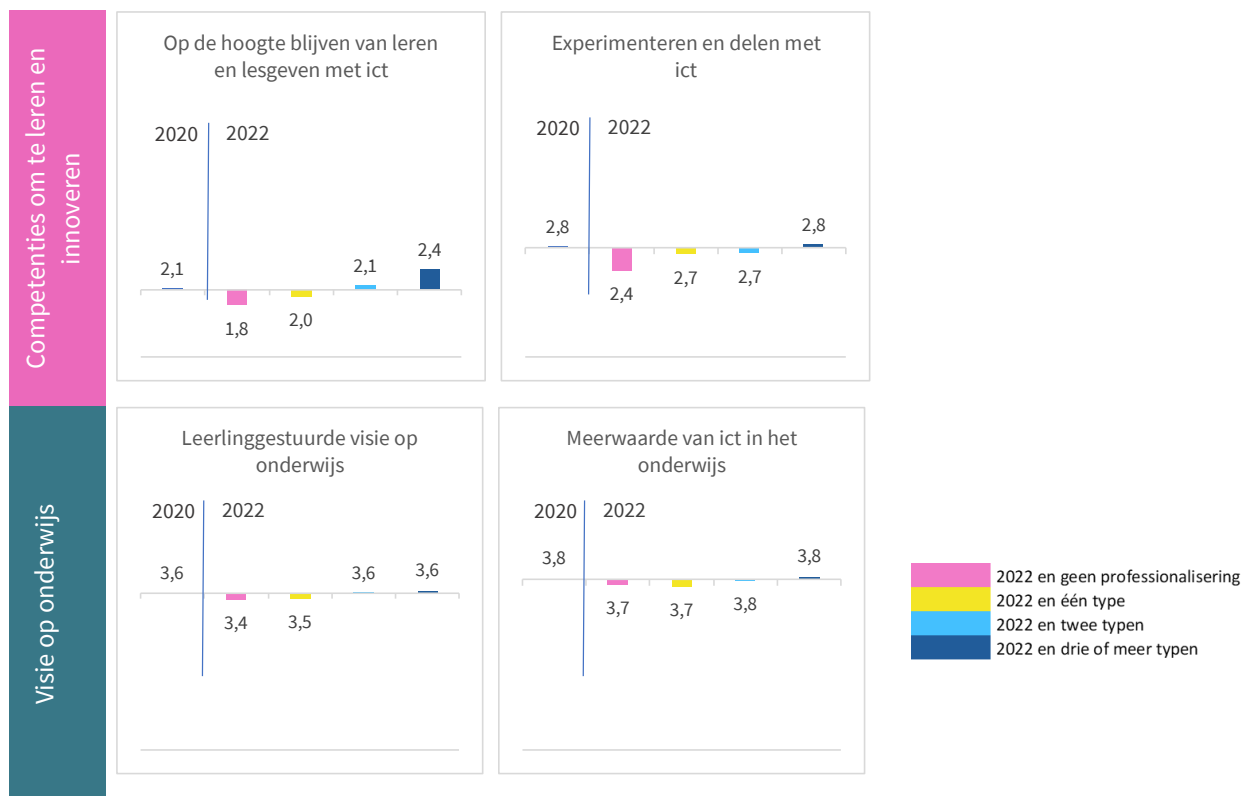 Competenties om te leren en
innoveren
Op de hoogte blijven van leren
en lesgeven met ict
2020
2022
2,1
1,8
2,0
2,1
2,4
Experimenteren en delen met
ict
2020
2022
2,8
2,4
2,7
2,7
2,8
Visie op onderwijs
Leerlinggestuurde visie op
onderwijs
2020
2022
3,6
3,4
3,5
3,6
3,6
Meerwaarde van ict in het
onderwijs
2020
2022
3,8
3,7
3,7
3,8
3,8
2022 en geen professionalisering
2022 en één type
2022 en twee typen
2022 en drie of meer typen